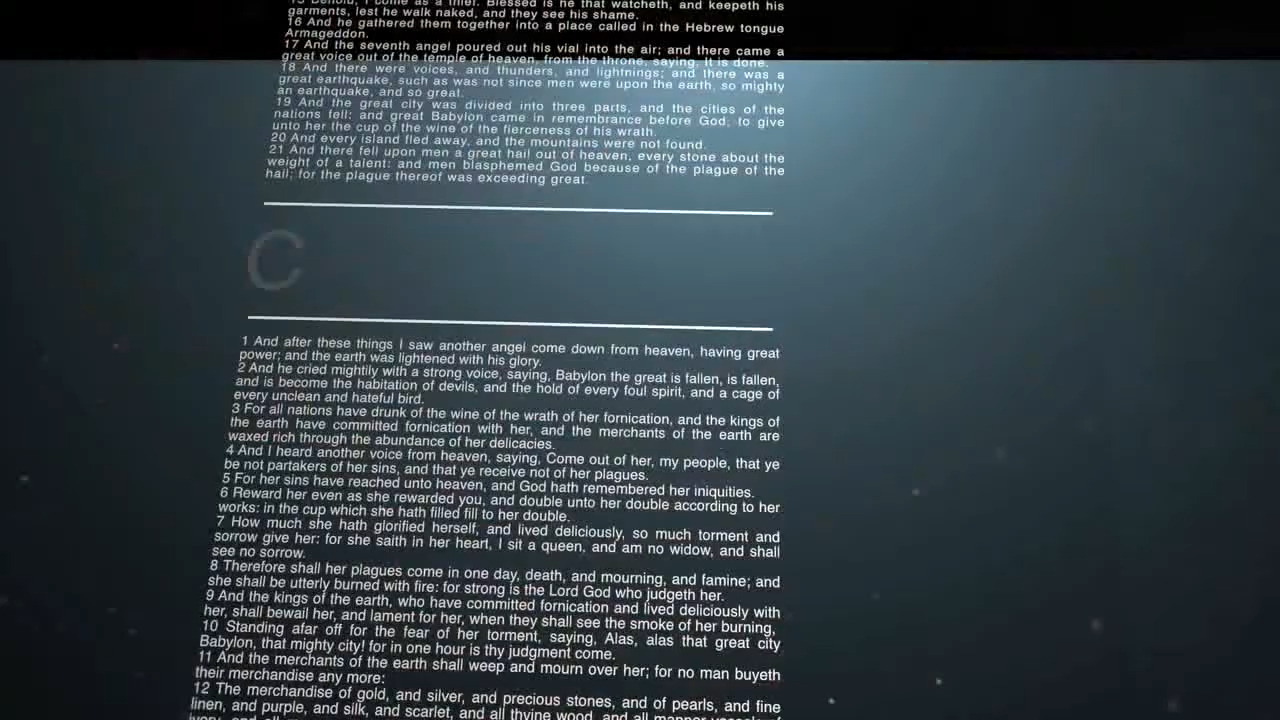 15 Behold, I come as a thief. Blessed is he that watcheth, and keepeth his
garments, lest he walk naked, and they see his shame.
16 And he gathered them together into a place called in the Hebrew tongue
Armageddon.
17 And the seventh angel poured out his vial into the air; and there came a
great voice out of the temple of heaven, from the throne, saying, It is done.
18 And there were voices, and thunders, and lightnings; and there was a
great earthquake, such as was not since men were upon the earth, so mighty
an earthquake, and so great.
19 And the great city was divided into three parts, and the cities of the
nations fell: and great Babylon came in remembrance before God, to give
unto her the cup of the wine of the fierceness of his wrath.
20 And every island fled away, and the mountains were not found.
21 And there fell upon men a great hail out of heaven, every stone about the
weight of a talent: and men blasphemed God because of the plague of the
hail; for the plague thereof was exceeding great.
C
1 And after these things I saw another angel come down from heaven, having great
power; and the earth was lightened with his glory.
2 And he cried mightily with a strong voice, saying, Babylon the great is fallen, is fallen,
and is become the habitation of devils, and the hold of every foul spirit, and a cage of
every unclean and hateful bird.
3 For all nations have drunk of the wine of the wrath of her fornication, and the kings of
the earth have committed fornication with her, and the merchants of the earth are
waxed rich through the abundance of her delicacies.
4 And I heard another voice from heaven, saying, Come out of her, my people, that ye
be not partakers of her sins, and that ye receive not of her plagues.
5 For her sins have reached unto heaven, and God hath remembered her iniquities.
6 Reward her even as she rewarded you, and double unto her double according to her
works: in the cup which she hath filled fill to her double.
7 How much she hath glorified herself, and lived deliciously, so much torment and
sorrow give her: for she saith in her heart, I sit a queen, and am no widow, and shall
see no sorrow.
8 Therefore shall her plagues come in one day, death, and mourning, and famine; and
she shall be utterly burned with fire: for strong is the Lord God who judgeth her.
9 And the kings of the earth, who have committed fornication and lived deliciously with
her, shall bewail her, and lament for her, when they shall see the smoke of her burning,
10 Standing afar off for the fear of her torment, saying, Alas, alas that great city
Babylon, that mighty city! for in one hour is thy judgment come.
11 And the merchants of the earth shall weep and mourn over her; for no man buyeth
their merchandise any more:
12 The merchandise of gold, and silver, and precious stones, and of pearls, and fine
linen, and purple, and silk, and scarlet, and all thyine wood, and all manner vessels of